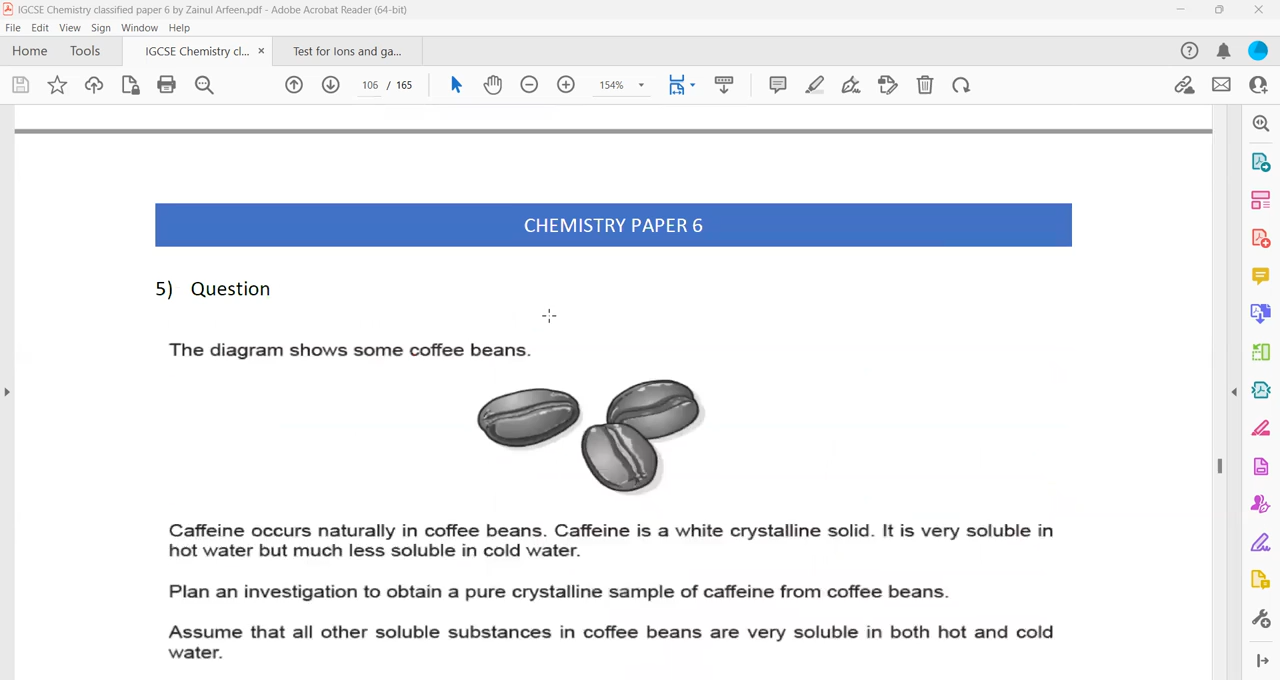 IGCSE Chemistry classified paper 6 by Zainul Arfeen.pdf - Adobe Acrobat Reader (64-bit)
File Edit View Sign Window Help
Home Tools IGCSE Chemistry cl... × Test for Ions and ga...
106 / 165 154%
CHEMISTRY PAPER 6
5) Question
The diagram shows some coffee beans.
Caffeine occurs naturally in coffee beans. Caffeine is a white crystalline solid. It is very soluble in
hot water but much less soluble in cold water.
Plan an investigation to obtain a pure crystalline sample of caffeine from coffee beans.
Assume that all other soluble substances in coffee beans are very soluble in both hot and cold
water.